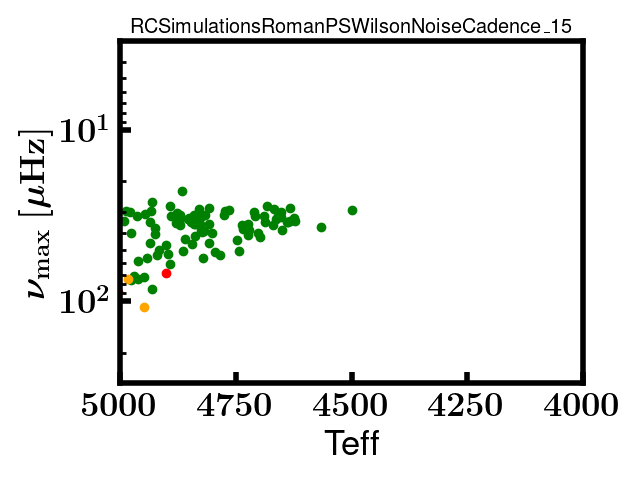 RCSimulationsRomanPSWilsonNoiseCadence_15
ν_max [μHz]
10¹
10²
5000 4750 4500 4250 4000
Teff